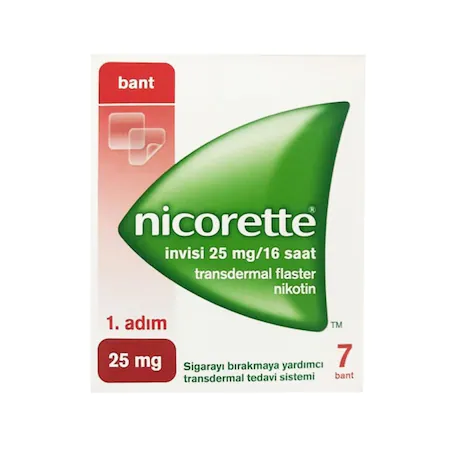 bant
nicorette®
invisi 25 mg/16 saat
transdermal flaster
nikotin
TM
1. adım
25 mg
Sigarayı bırakmaya yardımcı
transdermal tedavi sistemi
7
bant